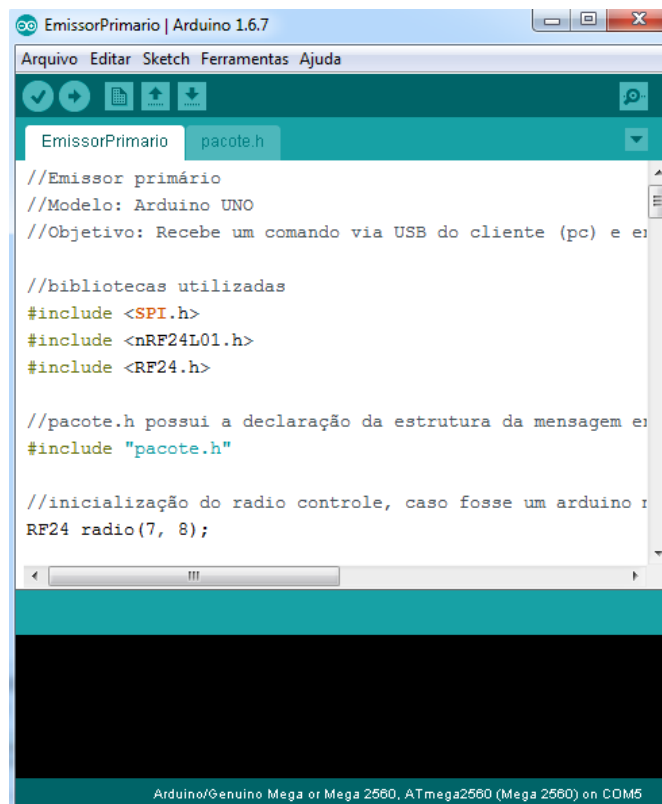 EmissorPrimario | Arduino 1.6.7
Arquivo Editar Sketch Ferramentas Ajuda
EmissorPrimario pacote.h
//Emissor primário
//Modelo: Arduino UNO
//Objetivo: Recebe um comando via USB do cliente (pc) e
//bibliotecas utilizadas
#include <SPI.h>
#include <nRF24L01.h>
#include <RF24.h>
//pacote.h possui a declaração da estrutura da mensagem
#include "pacote.h"
//inicialização do radio controle, caso fosse um arduino
RF24 radio(7, 8);
Arduino/Genuino Mega or Mega 2560, ATmega2560 (Mega 2560) on COM5